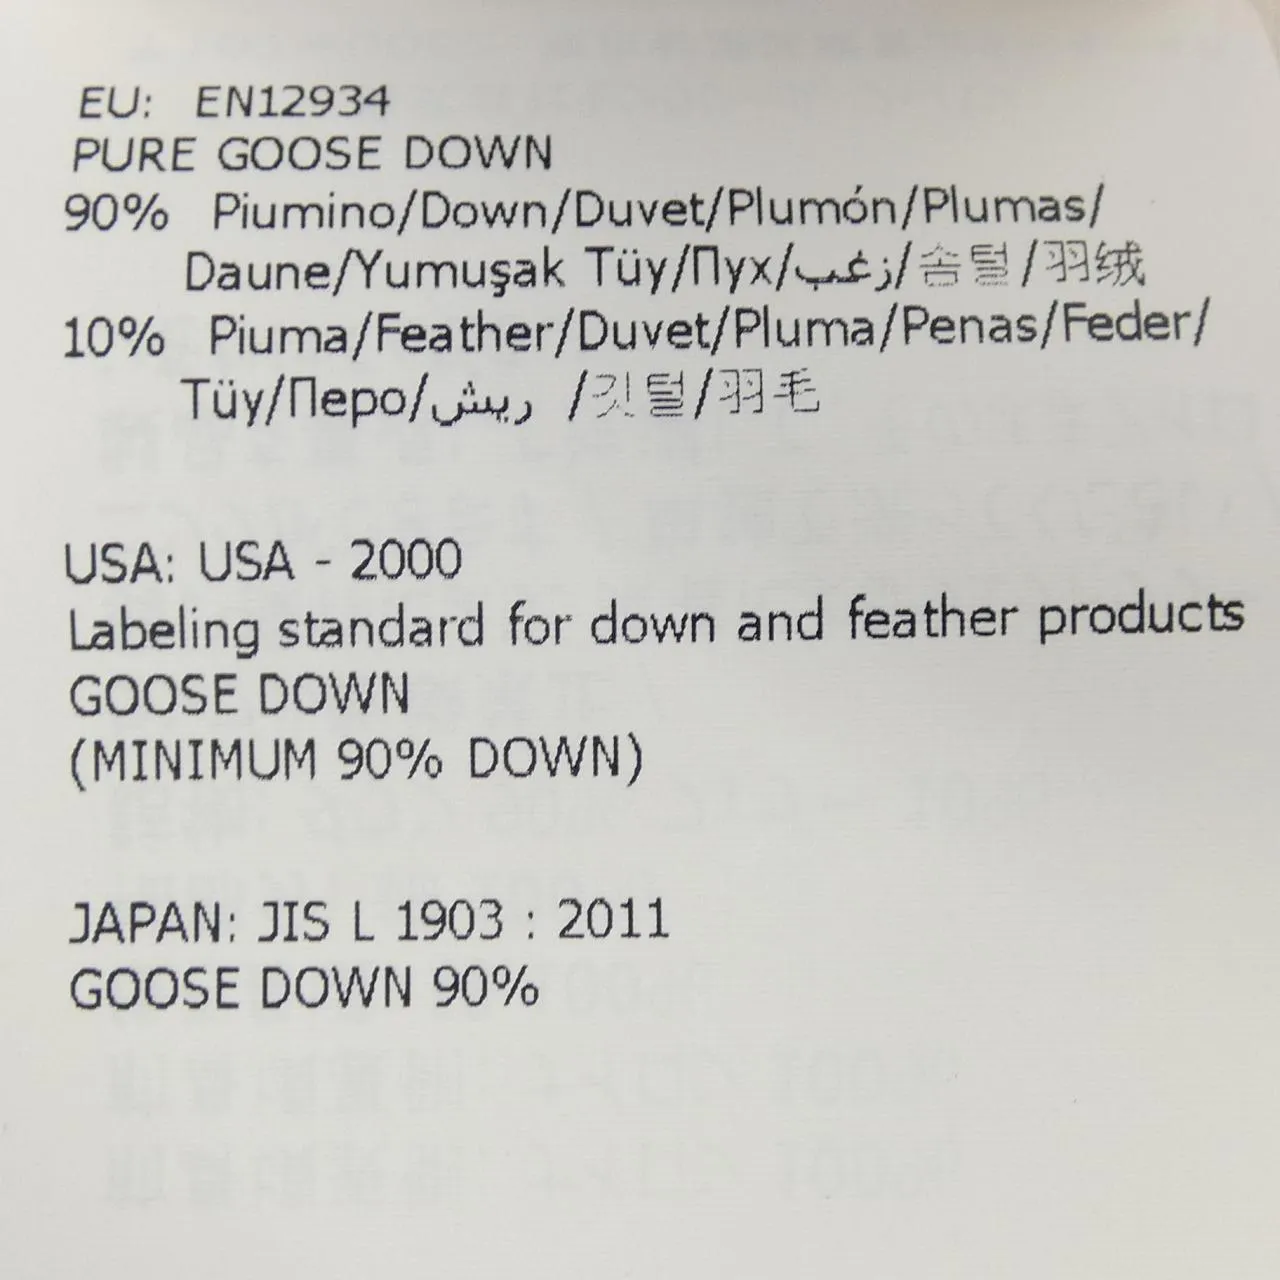 EU: EN12934
PURE GOOSE DOWN
90% Piumino/Down/Duvet/Plumón/Plumas/
Daune/Yumuşak Tüy/Пух/زغب/솜털/羽绒
10% Piuma/Feather/Duvet/Pluma/Penas/Feder/
Tüy/Перо/ريش /깃털/羽毛
USA: USA - 2000
Labeling standard for down and feather products
GOOSE DOWN
(MINIMUM 90% DOWN)
JAPAN: JIS L 1903 : 2011
GOOSE DOWN 90%